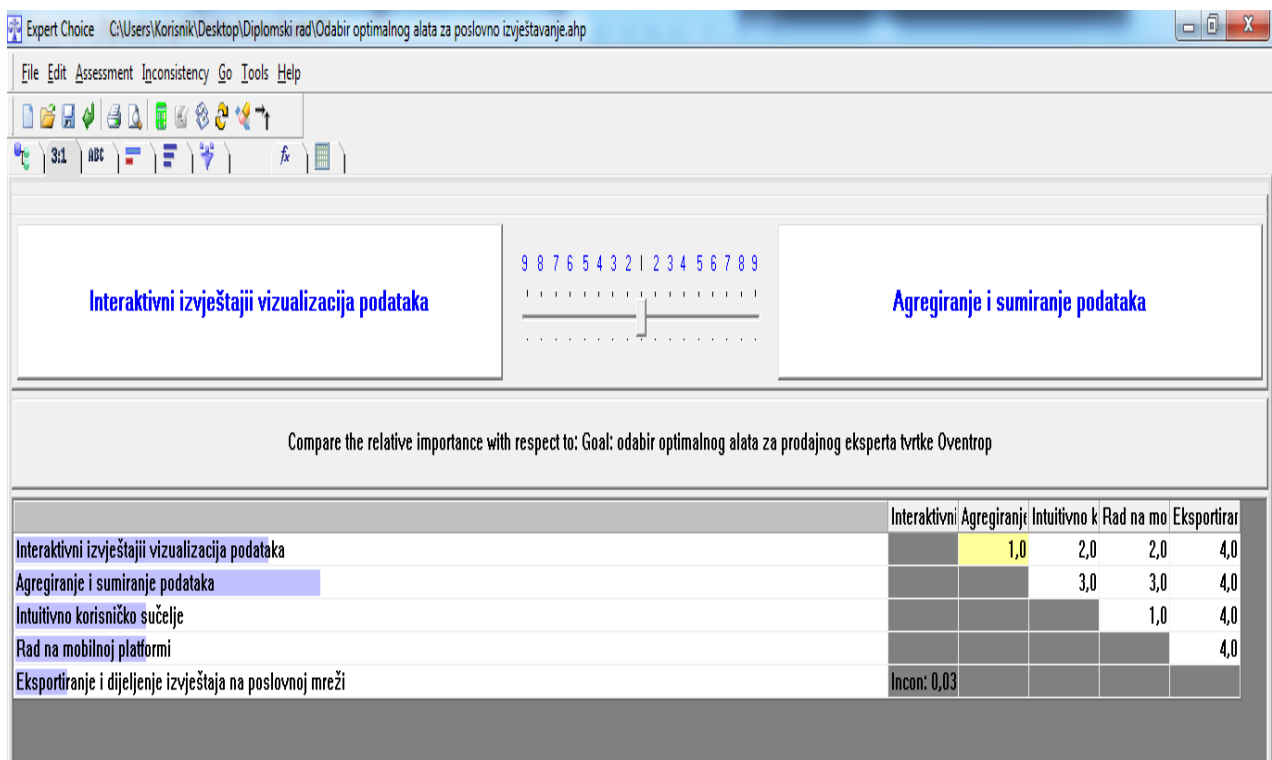 Expert Choice C:\Users\Korisnik\Desktop\Diplomski rad\Odabir optimalnog alata za poslovno izvještavanje.ahp
File Edit Assessment Inconsistency Go Tools Help
3:1 ABC fx
9 8 7 6 5 4 3 2 1 2 3 4 5 6 7 8 9
Interaktivni izvještajii vizualizacija podataka
Agregiranje i sumiranje podataka
Compare the relative importance with respect to: Goal: odabir optimalnog alata za prodajnog eksperta tvrtke Oventrop
Interaktivni Agregiranje Intuitivno k Rad na mo Eksportirar
Interaktivni izvještajii vizualizacija podataka 1,0 2,0 2,0 4,0
Agregiranje i sumiranje podataka 3,0 3,0 4,0
Intuitivno korisničko sučelje 1,0 4,0
Rad na mobilnoj platformi 4,0
Eksportiranje i dijeljenje izvještaja na poslovnoj mreži Incon: 0,03